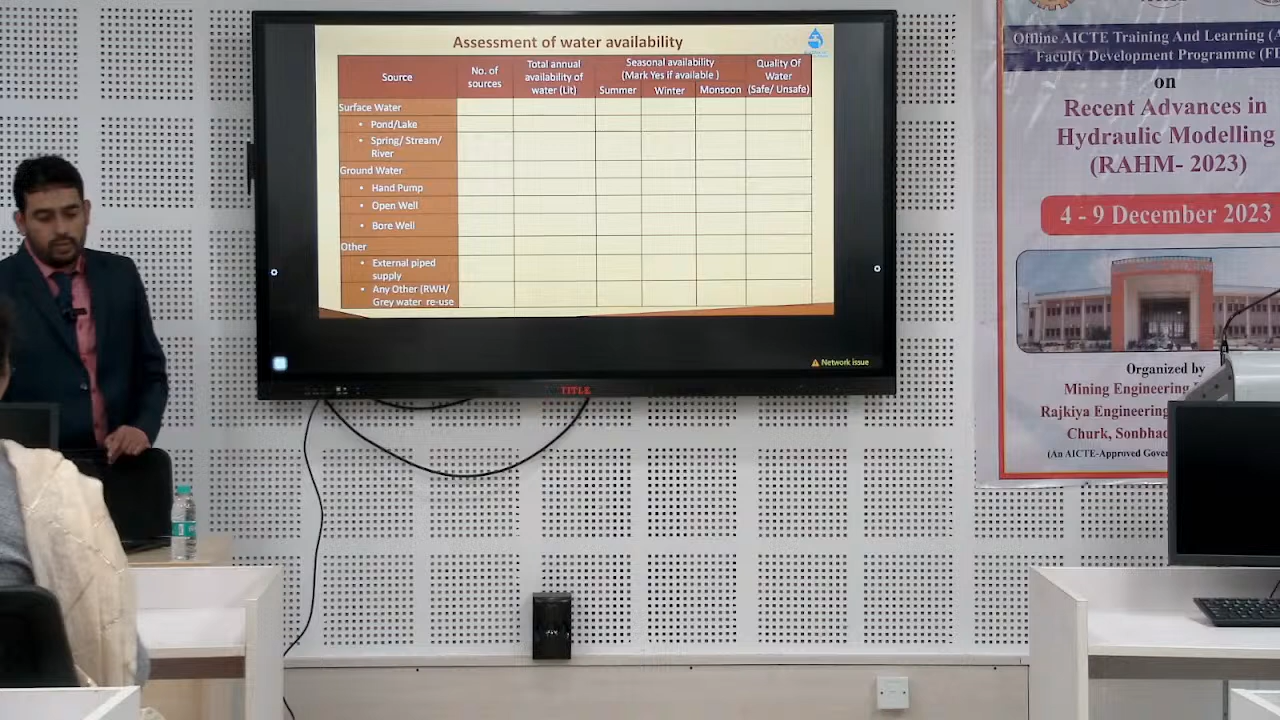 Assessment of water availability
Source
No. of
sources
Total annual
availability of
water (Lit)
Seasonal availability
(Mark Yes if available )
Summer
Winter
Monsoon
Quality Of
Water
(Safe/ Unsafe)
Surface Water
• Pond/Lake
• Spring/ Stream/
River
Ground Water
• Hand Pump
• Open Well
• Bore Well
Other
• External piped
supply
• Any Other (RWH/
Grey water re-use
Network issue
TITLE
Offline AICTE Training And Learning
Faculty Development Programme
on
Recent Advances in
Hydraulic Modelling
(RAHM- 2023)
4 - 9 December 2023
Organized by
Mining Engineering
Rajkiya Engineering
Churk,
(An AICTE-Approved